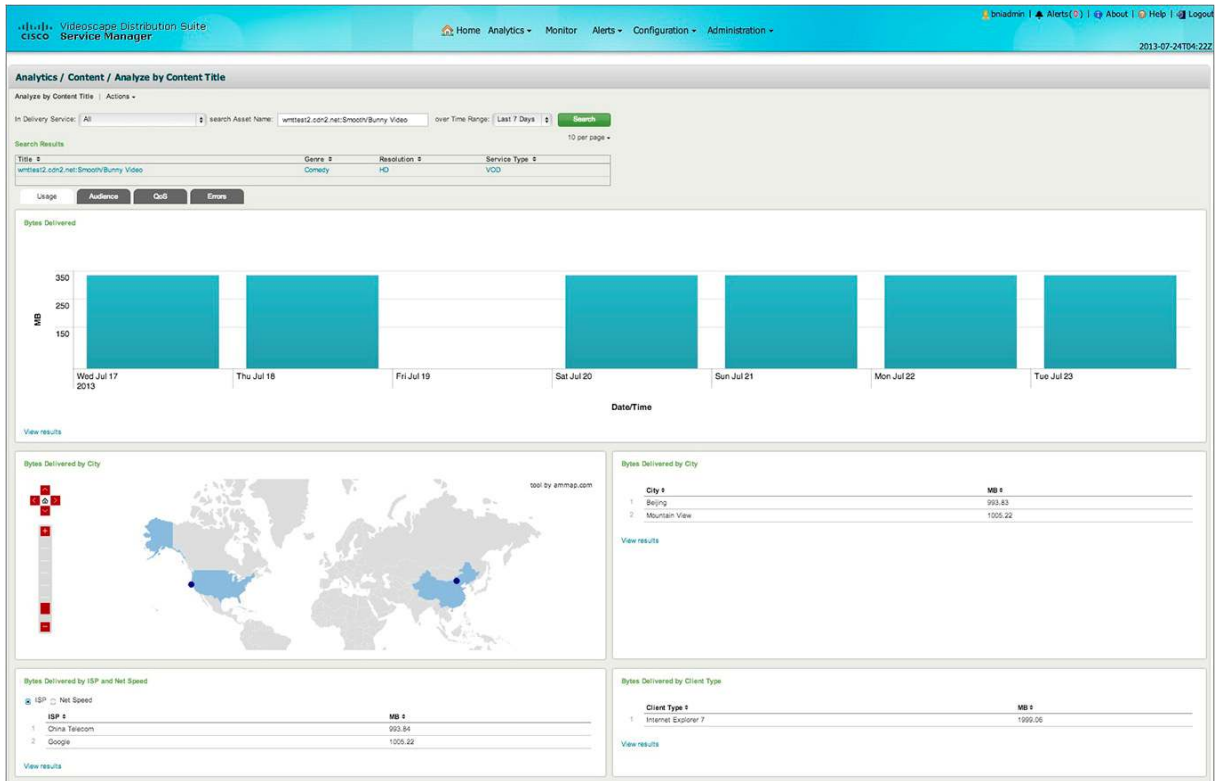 bniadmin | Alerts(0) | About | Help | Logout
cisco Videoscape Distribution Suite
Service Manager
Home Analytics Monitor Alerts Configuration Administration
2013-07-24T04:22Z
Analytics / Content / Analyze by Content Title
Analyze by Content Title | Actions
In Delivery Service: All search Asset Name: wmttest2.cdn2.net:Smooth/Bunny Video over Time Range: Last 7 Days Search
10 per page
Search Results
Title Genre Resolution Service Type
wmttest2.cdn2.net:Smooth/Bunny Video Comedy HD VOD
Usage Audience QoS Errors
Bytes Delivered
350
250
150
MB
Wed Jul 17 Thu Jul 18 Fri Jul 19 Sat Jul 20 Sun Jul 21 Mon Jul 22 Tue Jul 23
2013
Date/Time
View results
Bytes Delivered by City
tool by ammap.com
Bytes Delivered by City
City MB
1 Beijing 993.83
2 Mountain View 1005.22
View results
Bytes Delivered by ISP and Net Speed
ISP Net Speed
ISP MB
1 China Telecom 993.84
2 Google 1005.22
View results
Bytes Delivered by Client Type
Client Type MB
1 Internet Explorer 7 1999.06
View results